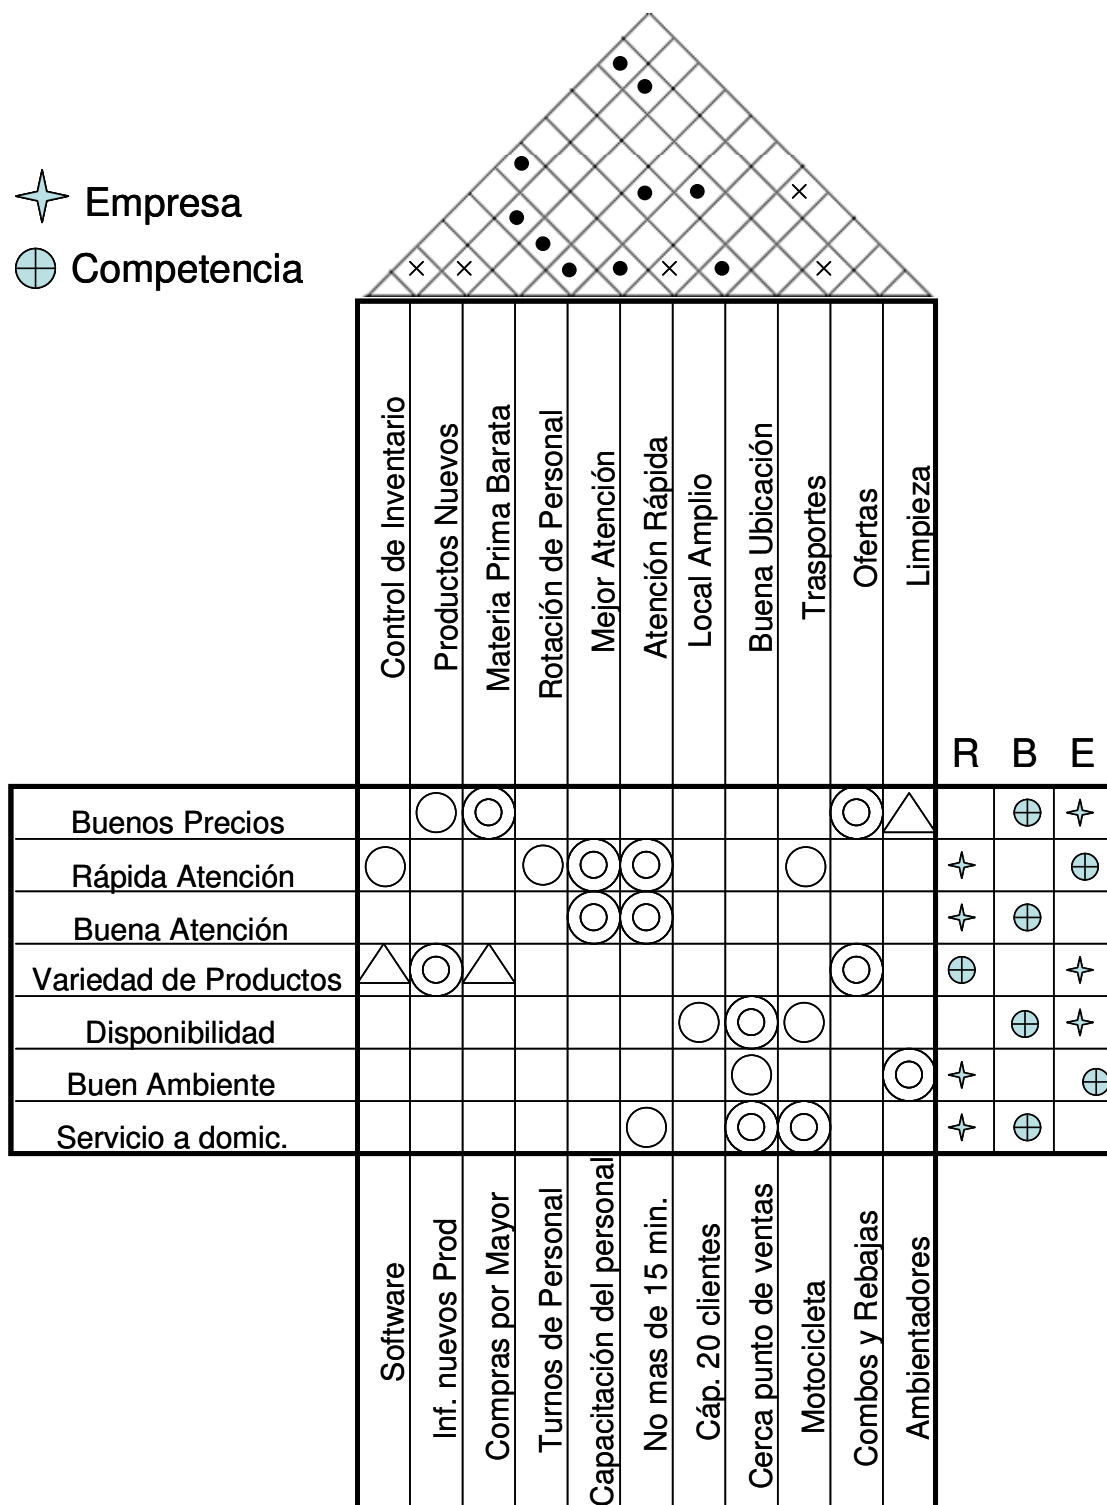 Empresa
Competencia
Control de Inventario
Productos Nuevos
Materia Prima Barata
Rotación de Personal
Mejor Atención
Atención Rápida
Local Amplio
Buena Ubicación
Trasportes
Ofertas
Limpieza
R B E
Buenos Precios
Rápida Atención
Buena Atención
Variedad de Productos
Disponibilidad
Buen Ambiente
Servicio a domic.
Software
Inf. nuevos Prod
Compras por Mayor
Turnos de Personal
Capacitación del personal
No mas de 15 min.
Cáp. 20 clientes
Cerca punto de ventas
Motocicleta
Combos y Rebajas
Ambientadores